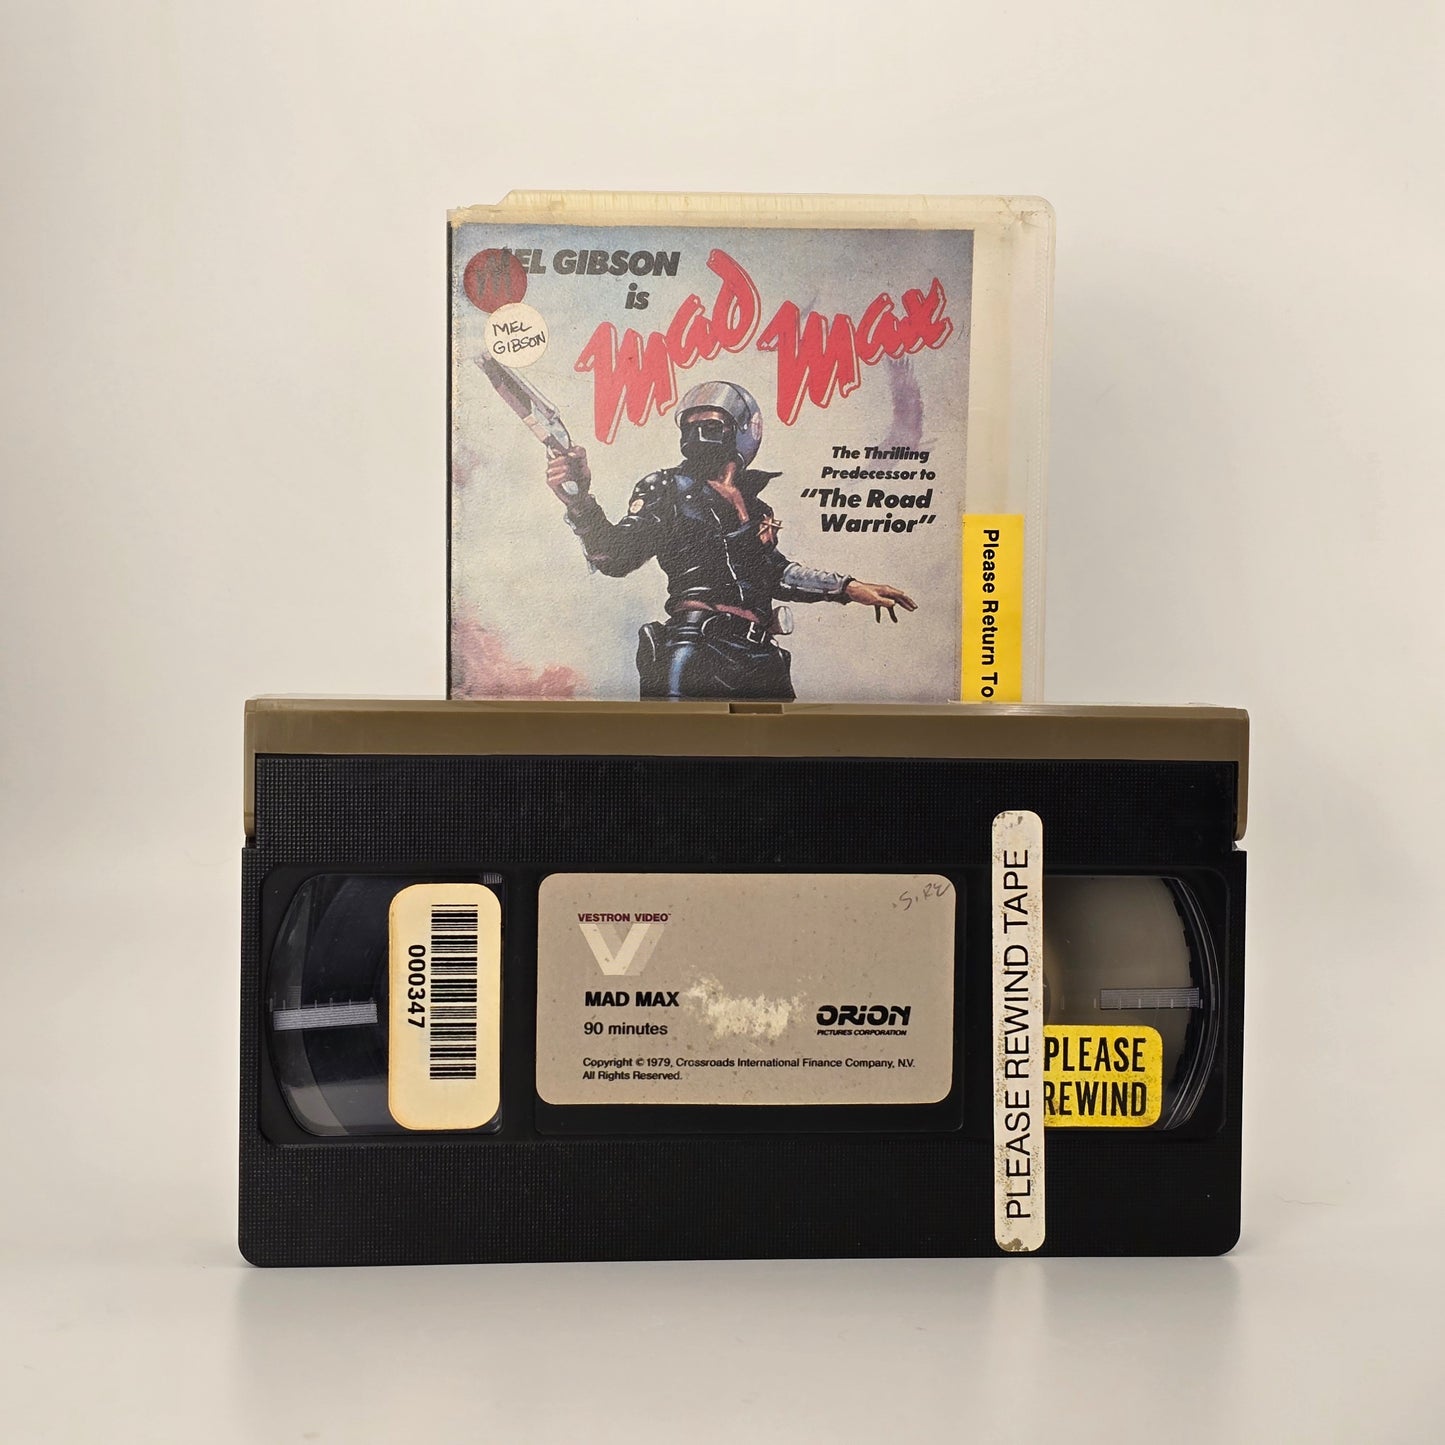 MEL GIBSON
is
Mad Max
MEL
GIBSON
The Thrilling
Predecessor to
"The Road
Warrior"
Please Return To
000347
VESTRON VIDEO™
V
MAD MAX
90 minutes
ORION
PICTURES CORPORATION
Copyright © 1979, Crossroads International Finance Company, N.V.
All Rights Reserved.
PLEASE REWIND TAPE
PLEASE
REWIND